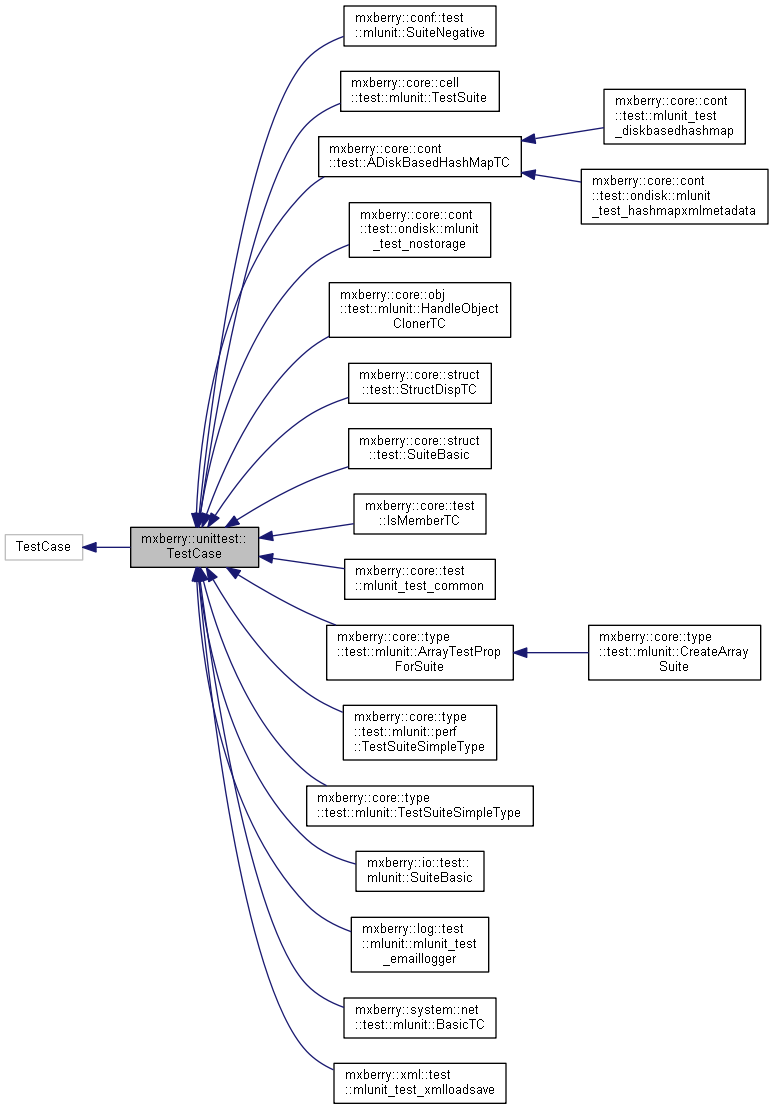 mxberry::conf::test
::mlunit::SuiteNegative
mxberry::core::cell
::test::mlunit::TestSuite
mxberry::core::cont
::test::ADiskBasedHashMapTC
mxberry::core::cont
::test::mlunit_test
_diskbasedhashmap
mxberry::core::cont
::test::ondisk::mlunit
_test_hashmapxmlmetadata
mxberry::core::cont
::test::ondisk::mlunit
_test_nostorage
mxberry::core::obj
::test::mlunit::HandleObject
ClonerTC
mxberry::core::struct
::test::StructDispTC
mxberry::core::struct
::test::SuiteBasic
mxberry::core::test
::IsMemberTC
TestCase
mxberry::unittest::
TestCase
mxberry::core::test
::mlunit_test_common
mxberry::core::type
::test::mlunit::ArrayTestProp
ForSuite
mxberry::core::type
::test::mlunit::CreateArray
Suite
mxberry::core::type
::test::mlunit::perf
::TestSuiteSimpleType
mxberry::core::type
::test::mlunit::TestSuiteSimpleType
mxberry::io::test::
mlunit::SuiteBasic
mxberry::log::test
::mlunit::mlunit_test
_emaillogger
mxberry::system::net
::test::mlunit::BasicTC
mxberry::xml::test
::mlunit_test_xmlloadsave